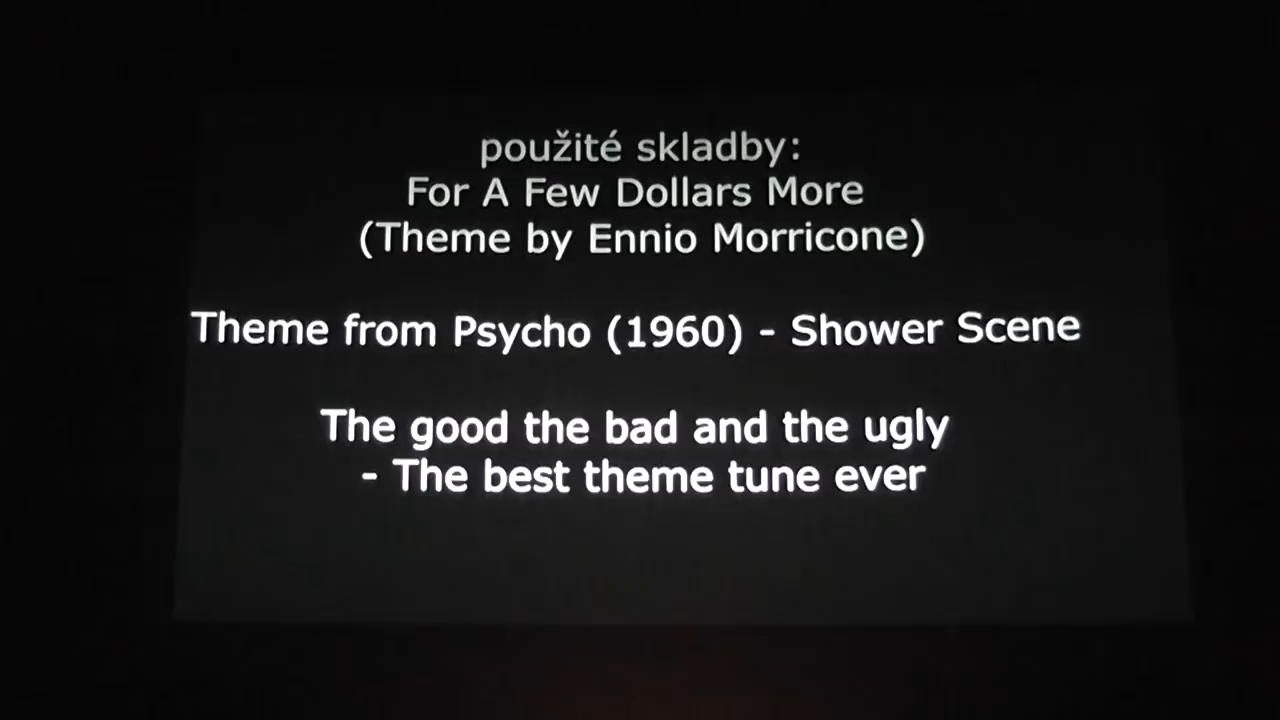 použité skladby:
For A Few Dollars More
(Theme by Ennio Morricone)
Theme from Psycho (1960) - Shower Scene
The good the bad and the ugly
- The best theme tune ever